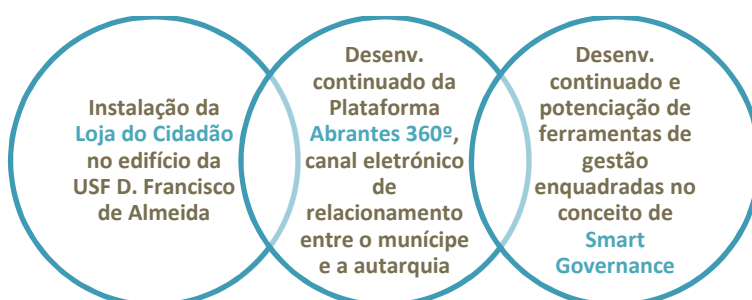 Instalação da
Loja do Cidadão
no edifício da
USF D. Francisco
de Almeida
Desenv.
continuado da
Plataforma
Abrantes 360º,
canal eletrónico
de
relacionamento
entre o munícipe
e a autarquia
Desenv.
continuado e
potenciação de
ferramentas de
gestão
enquadradas no
conceito de
Smart
Governance